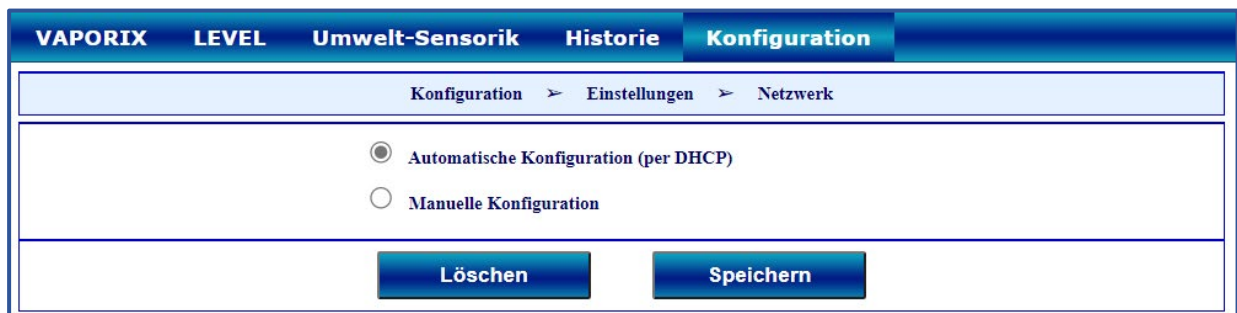 VAPORIX LEVEL Umwelt-Sensorik Historie Konfiguration
Konfiguration ➢ Einstellungen ➢ Netzwerk
Automatische Konfiguration (per DHCP)
Manuelle Konfiguration
Löschen Speichern